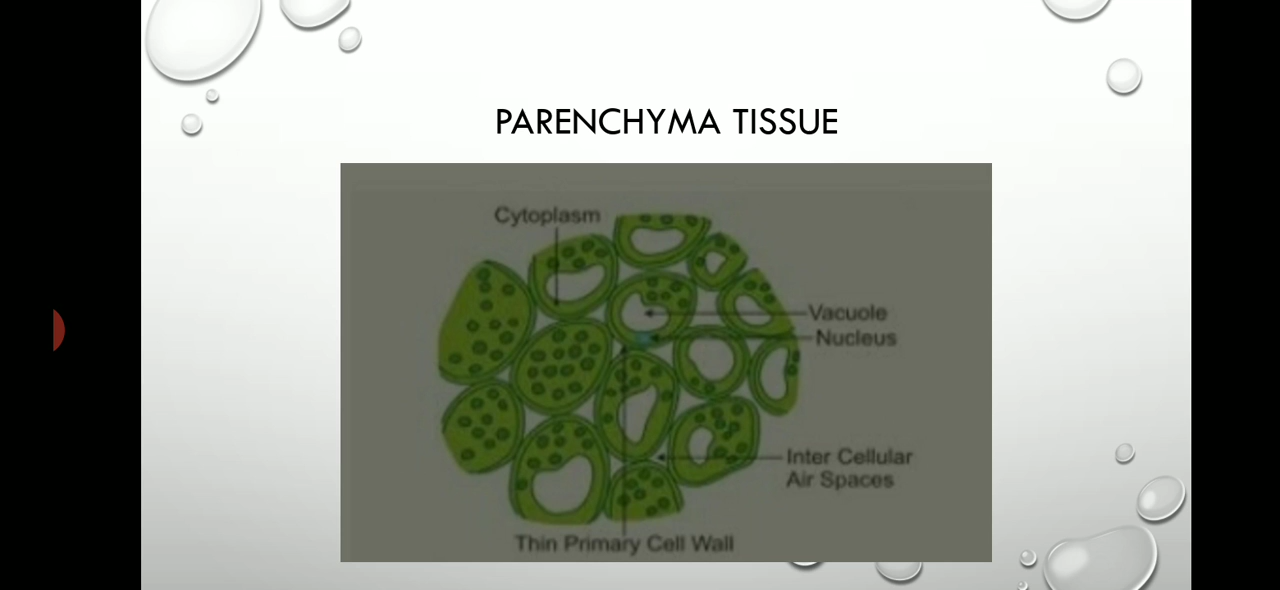 PARENCHYMA TISSUE
Cytoplasm
Vacuole
Nucleus
Inter Cellular
Air Spaces
Thin Primary Cell Wall